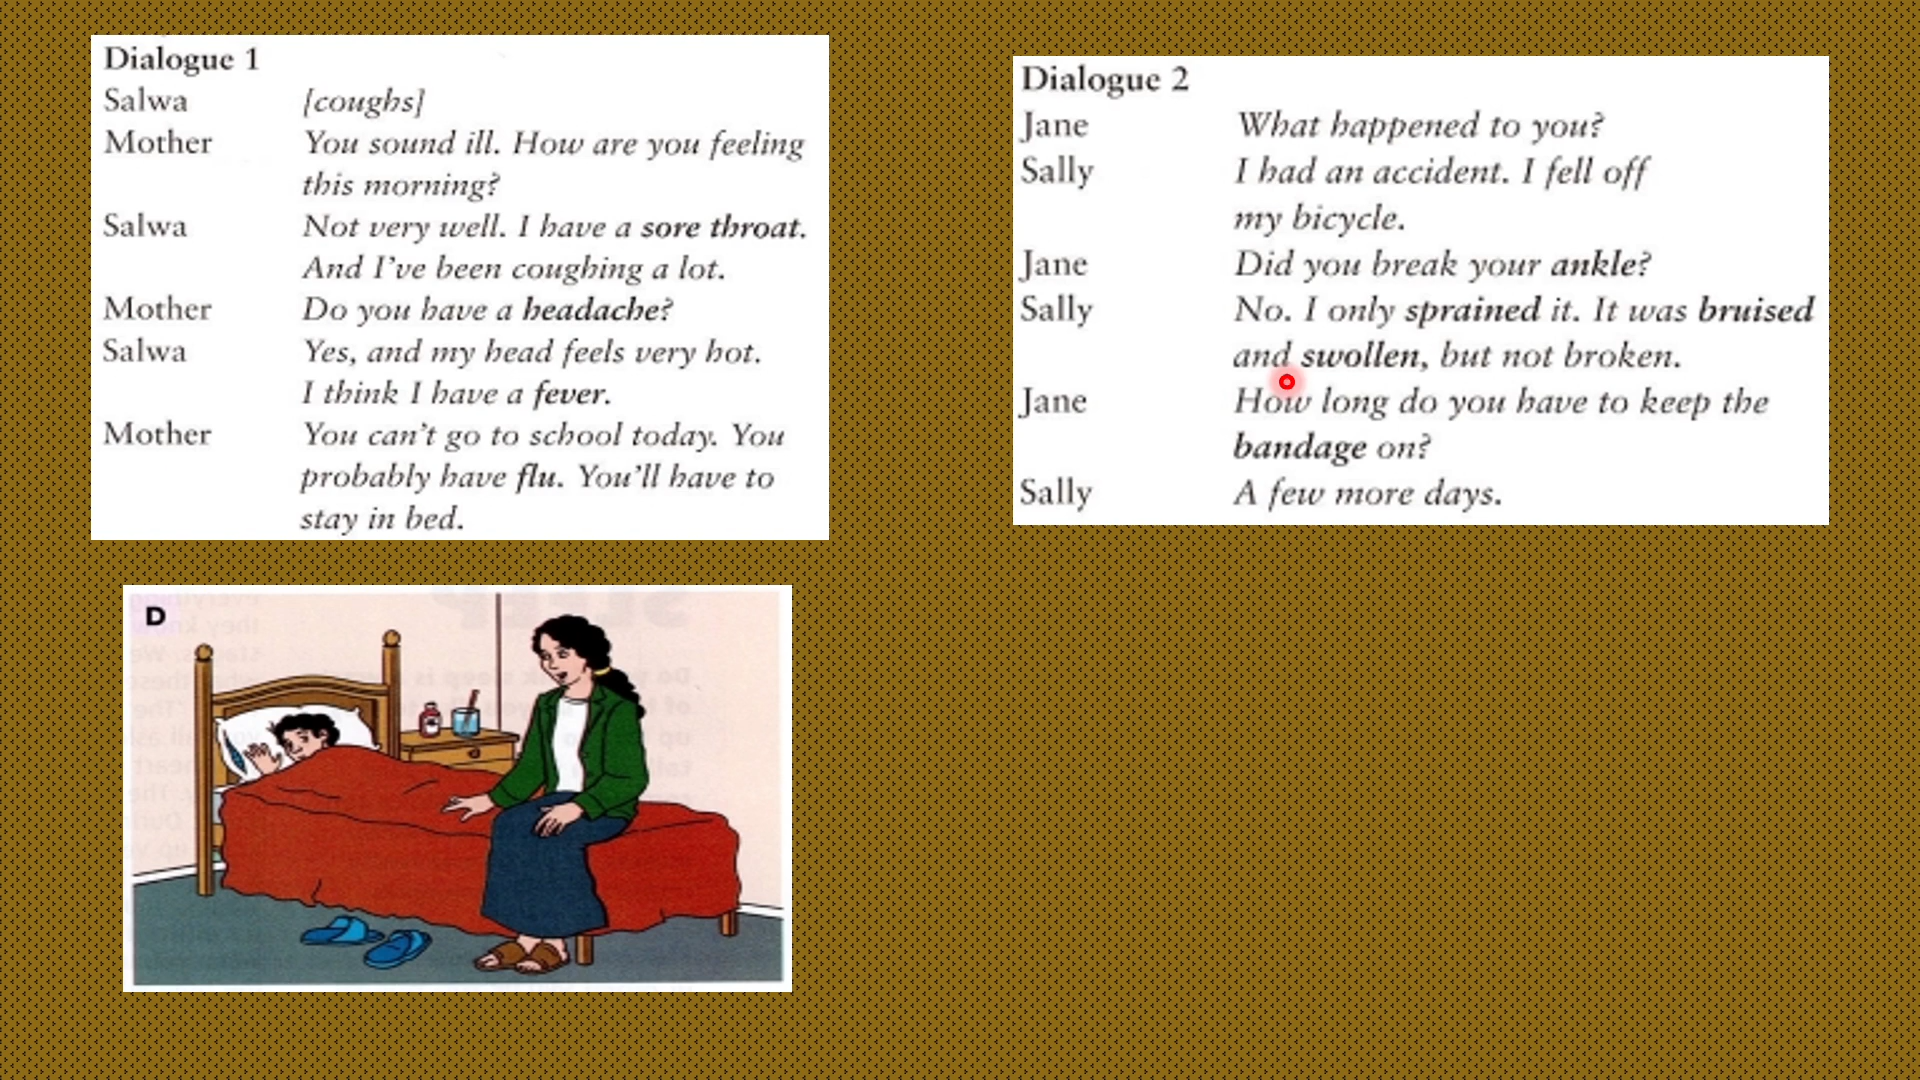 Dialogue 1
Salwa [coughs]
Mother You sound ill. How are you feeling
this morning?
Salwa Not very well. I have a sore throat.
And I've been coughing a lot.
Mother Do you have a headache?
Salwa Yes, and my head feels very hot.
I think I have a fever.
Mother You can't go to school today. You
probably have flu. You'll have to
stay in bed.
Dialogue 2
Jane What happened to you?
Sally I had an accident. I fell off
my bicycle.
Jane Did you break your ankle?
Sally No. I only sprained it. It was bruised
and swollen, but not broken.
Jane How long do you have to keep the
bandage on?
Sally A few more days.
D